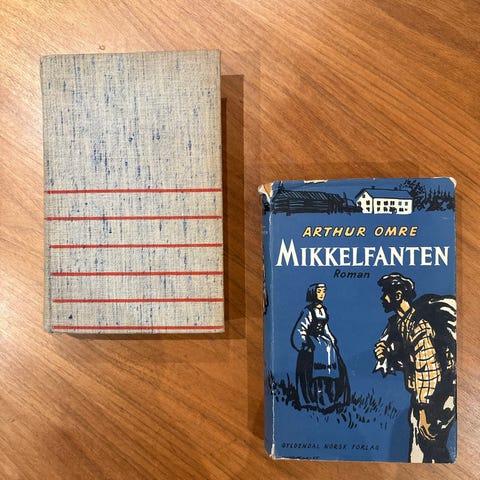 ARTHUR OMRE
MIKKELFANTEN
Roman
GYLDENDAL NORSK FORLAG